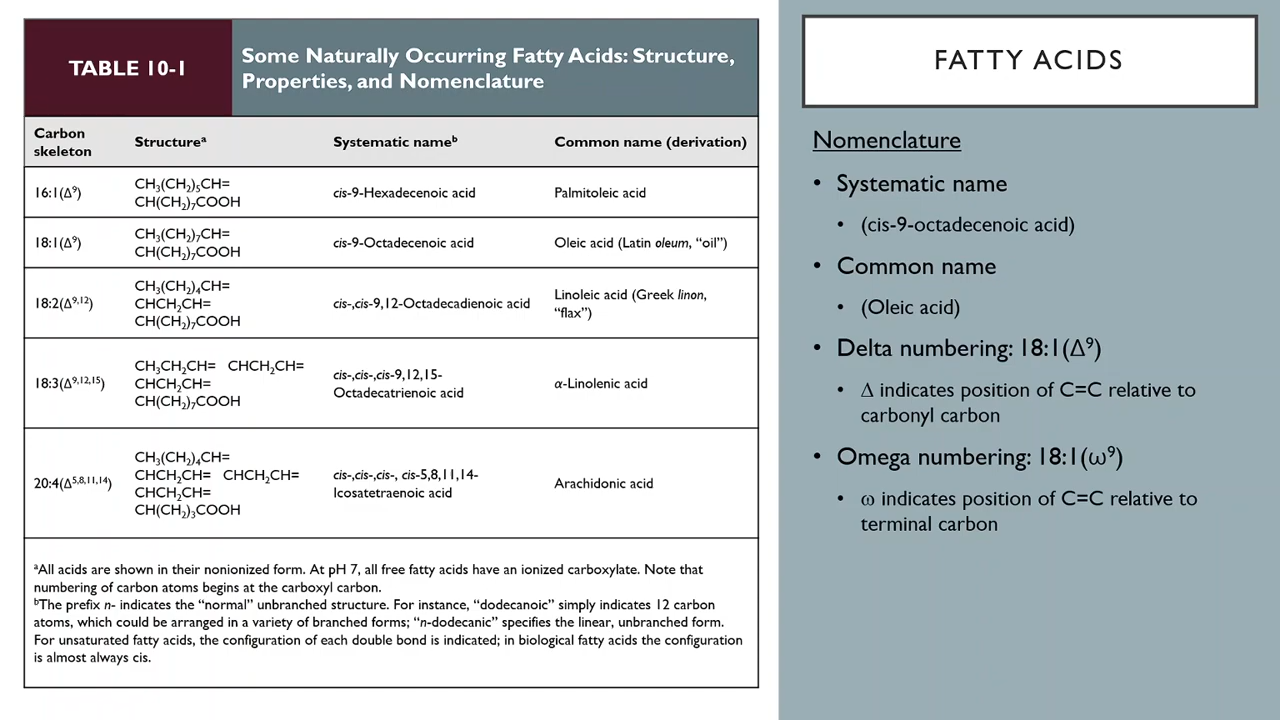 TABLE 10-1
Some Naturally Occurring Fatty Acids: Structure,
Properties, and Nomenclature
Carbon
skeleton
Structureᵃ
Systematic nameᵇ
Common name (derivation)
16:1(Δ⁹)
CH₃(CH₂)₅CH=
CH(CH₂)₇COOH
cis-9-Hexadecenoic acid
Palmitoleic acid
18:1(Δ⁹)
CH₃(CH₂)₇CH=
CH(CH₂)₇COOH
cis-9-Octadecenoic acid
Oleic acid (Latin oleum, “oil”)
18:2(Δ⁹,¹²)
CH₃(CH₂)₄CH=
CHCH₂CH=
CH(CH₂)₇COOH
cis-,cis-9,12-Octadecadienoic acid
Linoleic acid (Greek linon,
“flax”)
18:3(Δ⁹,¹²,¹⁵)
CH₃CH₂CH= CHCH₂CH=
CHCH₂CH=
CH(CH₂)₇COOH
cis-,cis-,cis-9,12,15-
Octadecatrienoic acid
α-Linolenic acid
20:4(Δ⁵,⁸,¹¹,¹⁴)
CH₃(CH₂)₄CH=
CHCH₂CH= CHCH₂CH=
CHCH₂CH=
CH(CH₂)₃COOH
cis-,cis-,cis-, cis-5,8,11,14-
Icosatetraenoic acid
Arachidonic acid
ᵃAll acids are shown in their nonionized form. At pH 7, all free fatty acids have an ionized carboxylate. Note that
numbering of carbon atoms begins at the carboxyl carbon.
ᵇThe prefix n- indicates the “normal” unbranched structure. For instance, “dodecanoic” simply indicates 12 carbon
atoms, which could be arranged in a variety of branched forms; “n-dodecanic” specifies the linear, unbranched form.
For unsaturated fatty acids, the configuration of each double bond is indicated; in biological fatty acids the configuration
is almost always cis.
FATTY ACIDS
Nomenclature
• Systematic name
• (cis-9-octadecenoic acid)
• Common name
• (Oleic acid)
• Delta numbering: 18:1(Δ⁹)
• Δ indicates position of C=C relative to
carbonyl carbon
• Omega numbering: 18:1(ω⁹)
• ω indicates position of C=C relative to
terminal carbon